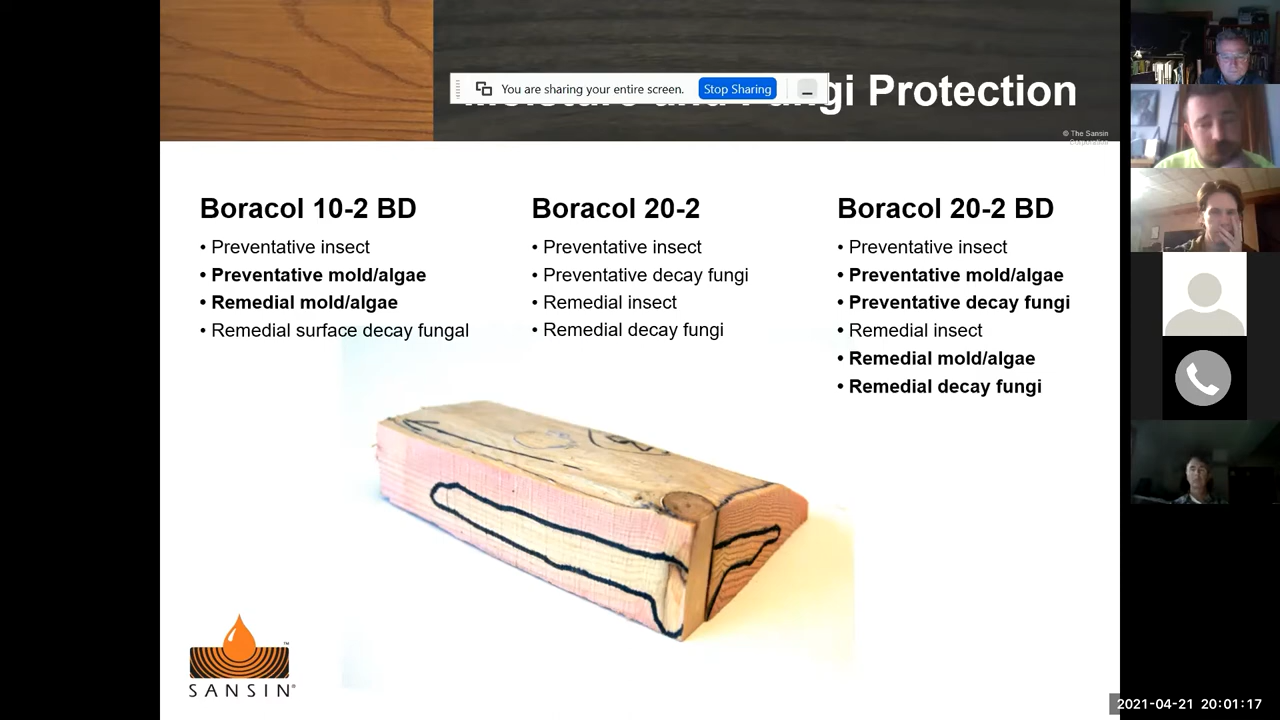 You are sharing your entire screen.
Stop Sharing
gi Protection
© The Sansin
Corporation
Boracol 10-2 BD
• Preventative insect
• Preventative mold/algae
• Remedial mold/algae
• Remedial surface decay fungal
Boracol 20-2
• Preventative insect
• Preventative decay fungi
• Remedial insect
• Remedial decay fungi
Boracol 20-2 BD
• Preventative insect
• Preventative mold/algae
• Preventative decay fungi
• Remedial insect
• Remedial mold/algae
• Remedial decay fungi
SANSIN®
™
2021-04-21 20:01:17